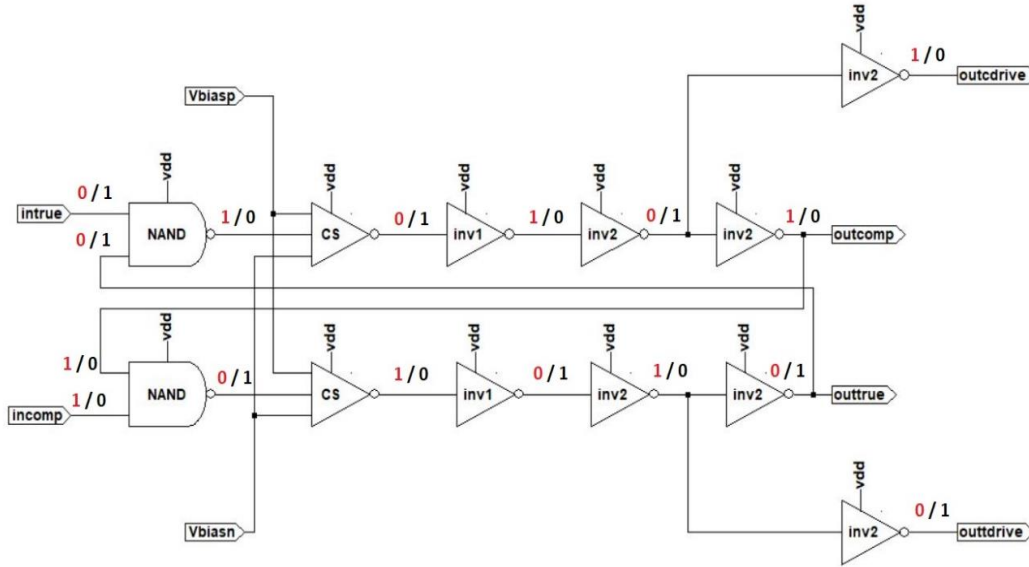 vdd
1 / 0
inv2
outcdrive
Vbiasp
vdd
vdd
vdd
vdd
vdd
0 / 1
intrue
0 / 1
NAND
1 / 0
CS
0 / 1
inv1
1 / 0
inv2
0 / 1
inv2
1 / 0
outcomp
vdd
vdd
vdd
vdd
vdd
1 / 0
1 / 0
incomp
NAND
0 / 1
CS
1 / 0
inv1
0 / 1
inv2
1 / 0
inv2
0 / 1
outtrue
vdd
Vbiasn
inv2
0 / 1
outtdrive